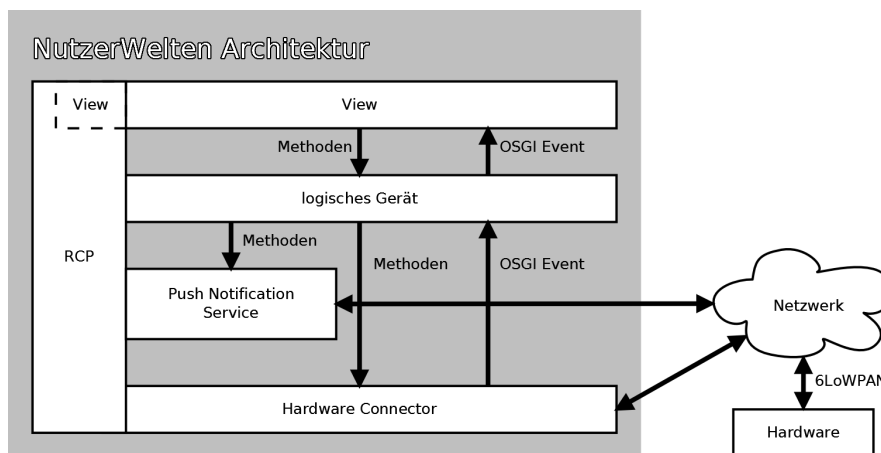 NutzerWelten Architektur
View
View
Methoden
OSGI Event
logisches Gerät
Methoden
RCP
Methoden
OSGI Event
Push Notification
Service
Netzwerk
6LoWPAN
Hardware Connector
Hardware